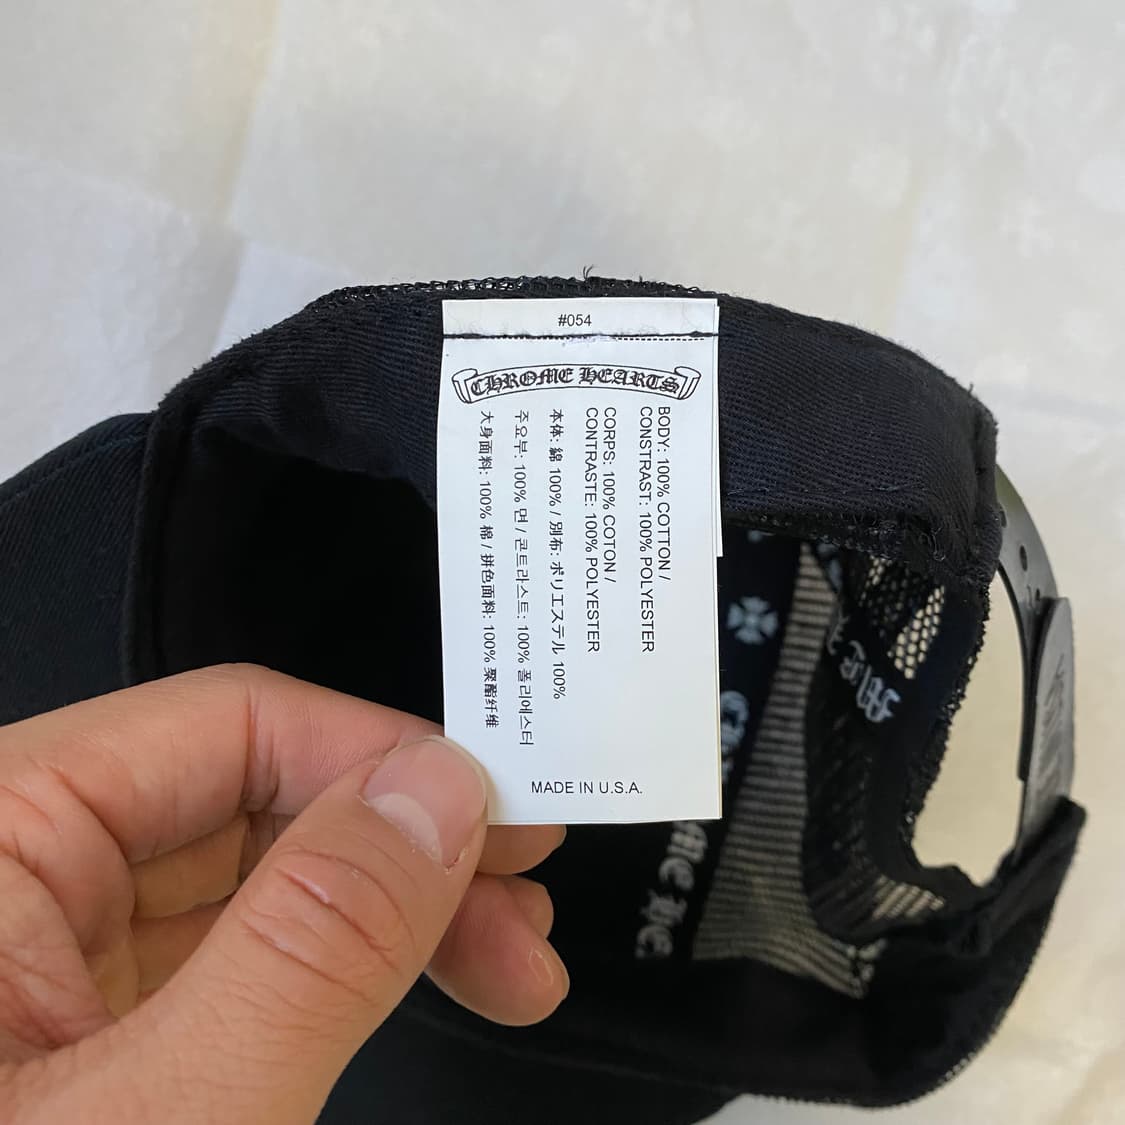 #054
CHROME HEARTS
BODY: 100% COTTON /
CONSTRAST: 100% POLYESTER
CORPS: 100% COTON /
CONTRASTE: 100% POLYESTER
本体: 綿 100% / 別布: ポリエステル 100%
주요부: 100% 면 / 콘트라스트: 100% 폴리에스터
大身面料: 100% 棉 / 拼色面料: 100% 聚酯纤维
MADE IN U.S.A.